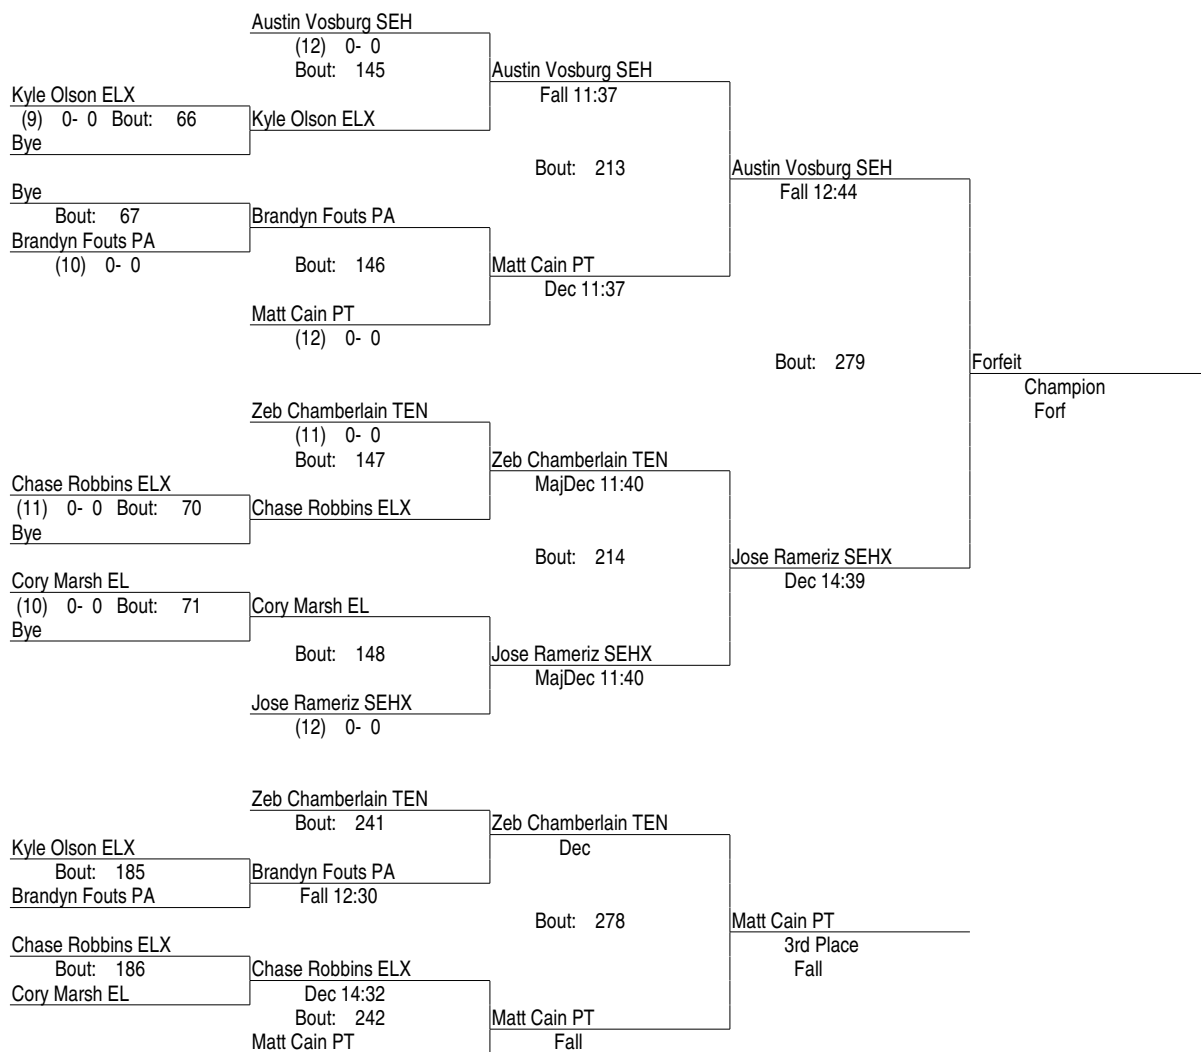 Austin Vosburg SEH
(12) 0- 0
Bout: 145
Austin Vosburg SEH
Fall 11:37
Kyle Olson ELX
(9) 0- 0 Bout: 66
Kyle Olson ELX
Bye
Bout: 213
Austin Vosburg SEH
Fall 12:44
Bye
Bout: 67
Brandyn Fouts PA
Brandyn Fouts PA
(10) 0- 0
Bout: 146
Matt Cain PT
Dec 11:37
Matt Cain PT
(12) 0- 0
Bout: 279
Forfeit
Champion
Forf
Zeb Chamberlain TEN
(11) 0- 0
Bout: 147
Zeb Chamberlain TEN
MajDec 11:40
Chase Robbins ELX
(11) 0- 0 Bout: 70
Chase Robbins ELX
Bye
Bout: 214
Jose Rameriz SEHX
Dec 14:39
Cory Marsh EL
(10) 0- 0 Bout: 71
Cory Marsh EL
Bye
Bout: 148
Jose Rameriz SEHX
MajDec 11:40
Jose Rameriz SEHX
(12) 0- 0
Zeb Chamberlain TEN
Bout: 241
Zeb Chamberlain TEN
Dec
Kyle Olson ELX
Bout: 185
Brandyn Fouts PA
Brandyn Fouts PA
Fall 12:30
Bout: 278
Matt Cain PT
3rd Place
Fall
Chase Robbins ELX
Bout: 186
Chase Robbins ELX
Cory Marsh EL
Dec 14:32
Bout: 242
Matt Cain PT
Matt Cain PT
Fall